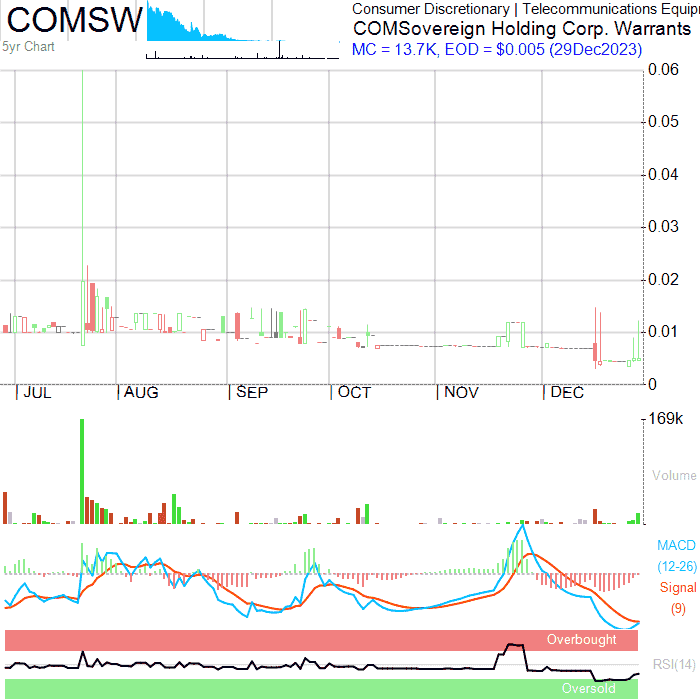 COMSW
5yr Chart
Consumer Discretionary | Telecommunications Equip
COMSovereign Holding Corp. Warrants
MC = 13.7K, EOD = $0.005 (29Dec2023)
0.06
0.05
0.04
0.03
0.02
0.01
0
JUL AUG SEP OCT NOV DEC
169k
Volume
MACD
(12-26)
Signal
(9)
Overbought
RSI(14)
Oversold